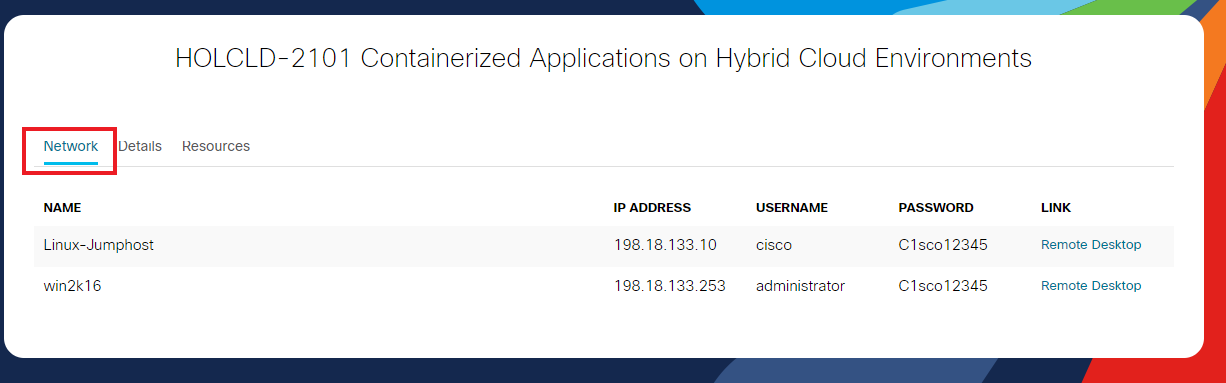 HOLCLD-2101 Containerized Applications on Hybrid Cloud Environments
Network Details Resources
NAME IP ADDRESS USERNAME PASSWORD LINK
Linux-Jumphost 198.18.133.10 cisco C1sco12345 Remote Desktop
win2k16 198.18.133.253 administrator C1sco12345 Remote Desktop